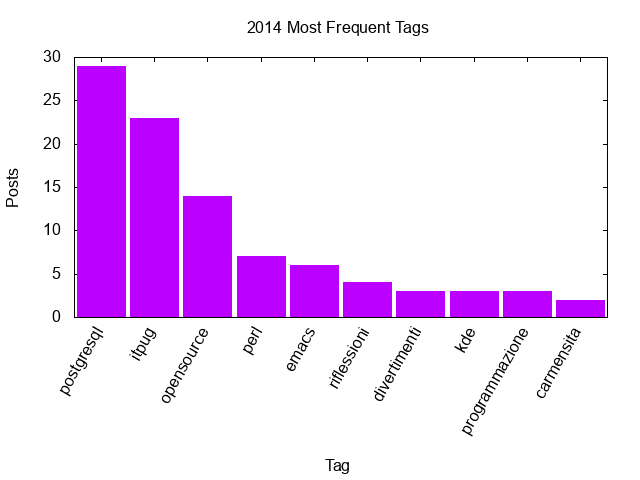 2014 Most Frequent Tags
30
25
20
15
10
5
0
Posts
postgresql
itpug
opensource
perl
emacs
riflessioni
divertimenti
kde
programmazione
carmensita
Tag